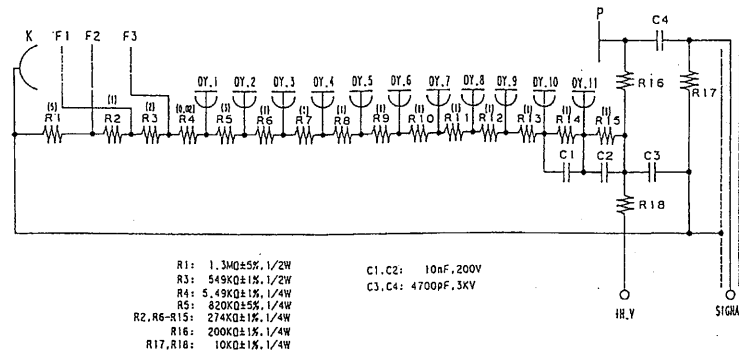 K F1 F2 F3 P C4
DY.1 DY.2 DY.3 DY.4 DY.5 DY.6 DY.7 DY.8 DY.9 DY.10 DY.11
R16 R17
(5) (1) (2) (0.02) (3) (1) (1) (1) (1) (1) (1) (1) (1) (1)
R1 R2 R3 R4 R5 R6 R7 R8 R9 R10 R11 R12 R13 R14 R15
C1 C2 C3
R18
R1: 1.3MΩ±5%,1/2W
R3: 549KΩ±1%,1/2W
R4: 5.49KΩ±1%,1/4W
R5: 820KΩ±5%,1/4W
R2,R6-R15: 274KΩ±1%,1/4W
R16: 200KΩ±1%,1/4W
R17,R18: 10KΩ±1%,1/4W
C1,C2: 10nF,200V
C3,C4: 4700pF,3KV